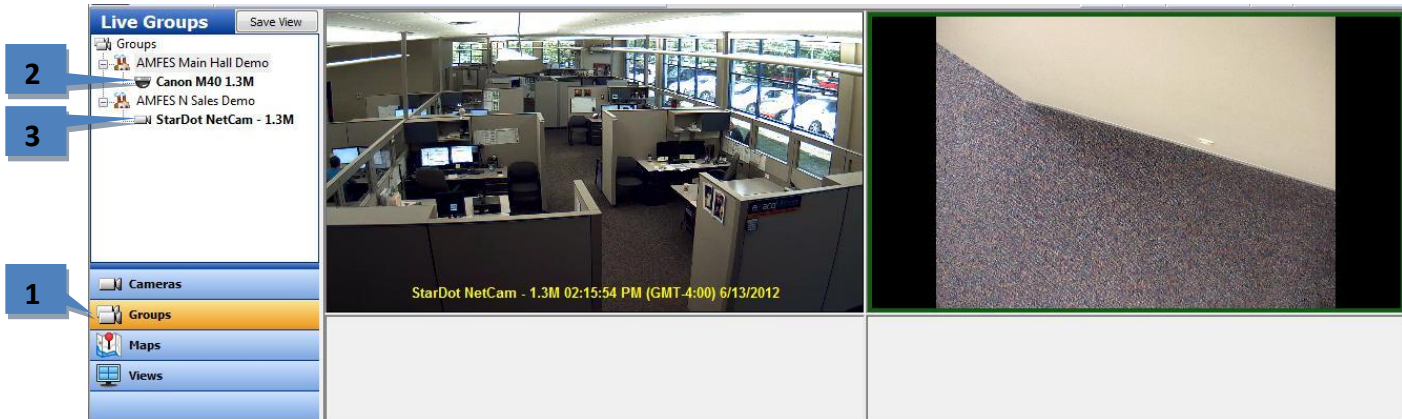 Live Groups
Save View
Groups
AMFES Main Hall Demo
2
Canon M40 1.3M
AMFES N Sales Demo
3
StarDot NetCam - 1.3M
Cameras
1
Groups
Maps
Views
StarDot NetCam - 1.3M 02:15:54 PM (GMT-4:00) 6/13/2012